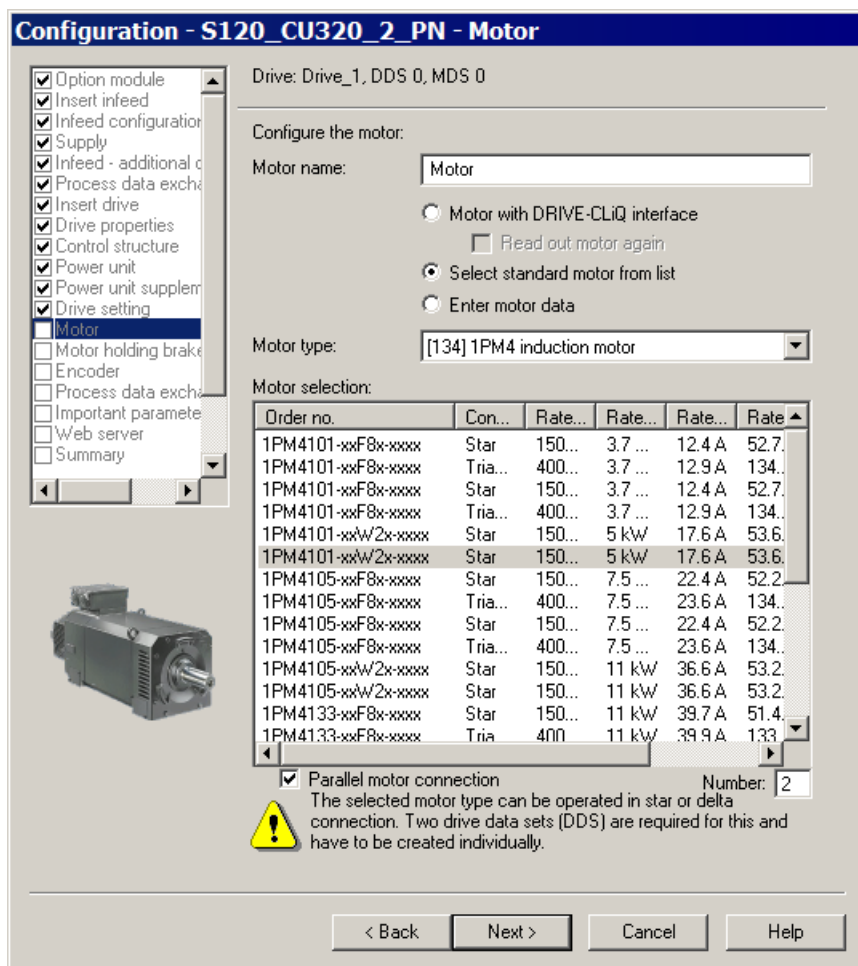 Configuration - S120_CU320_2_PN - Motor
Option module
Insert infeed
Infeed configuration
Supply
Infeed - additional d
Process data excha
Insert drive
Drive properties
Control structure
Power unit
Power unit supplem
Drive setting
Motor
Motor holding brake
Encoder
Process data excha
Important paramete
Web server
Summary
Drive: Drive_1, DDS 0, MDS 0
Configure the motor:
Motor name: Motor
Motor with DRIVE-CLiQ interface
Read out motor again
Select standard motor from list
Enter motor data
Motor type: [134] 1PM4 induction motor
Motor selection:
Order no. Con... Rate... Rate... Rate... Rate
1PM4101-xxF8x-xxxx Star 150... 3.7 ... 12.4 A 52.7.
1PM4101-xxF8x-xxxx Tria... 400... 3.7 ... 12.9 A 134..
1PM4101-xxF8x-xxxx Star 150... 3.7 ... 12.4 A 52.7.
1PM4101-xxF8x-xxxx Tria... 400... 3.7 ... 12.9 A 134..
1PM4101-xxW2x-xxxx Star 150... 5 kW 17.6 A 53.6.
1PM4101-xxW2x-xxxx Star 150... 5 kW 17.6 A 53.6.
1PM4105-xxF8x-xxxx Star 150... 7.5 ... 22.4 A 52.2.
1PM4105-xxF8x-xxxx Tria... 400... 7.5 ... 23.6 A 134..
1PM4105-xxF8x-xxxx Star 150... 7.5 ... 22.4 A 52.2.
1PM4105-xxF8x-xxxx Tria... 400... 7.5 ... 23.6 A 134..
1PM4105-xxW2x-xxxx Star 150... 11 kW 36.6 A 53.2.
1PM4105-xxW2x-xxxx Star 150... 11 kW 36.6 A 53.2.
1PM4133-xxF8x-xxxx Star 150... 11 kW 39.7 A 51.4.
1PM4133-xxF8x-xxxx Tria... 400... 11 kW 39.9 A 133..
Parallel motor connection Number: 2
The selected motor type can be operated in star or delta
connection. Two drive data sets (DDS) are required for this and
have to be created individually.
< Back Next > Cancel Help